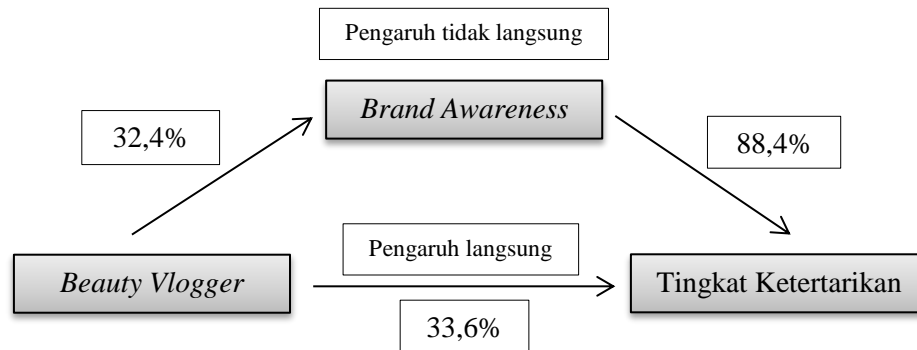 Pengaruh tidak langsung
Brand Awareness
32,4%
88,4%
Pengaruh langsung
Beauty Vlogger
Tingkat Ketertarikan
33,6%